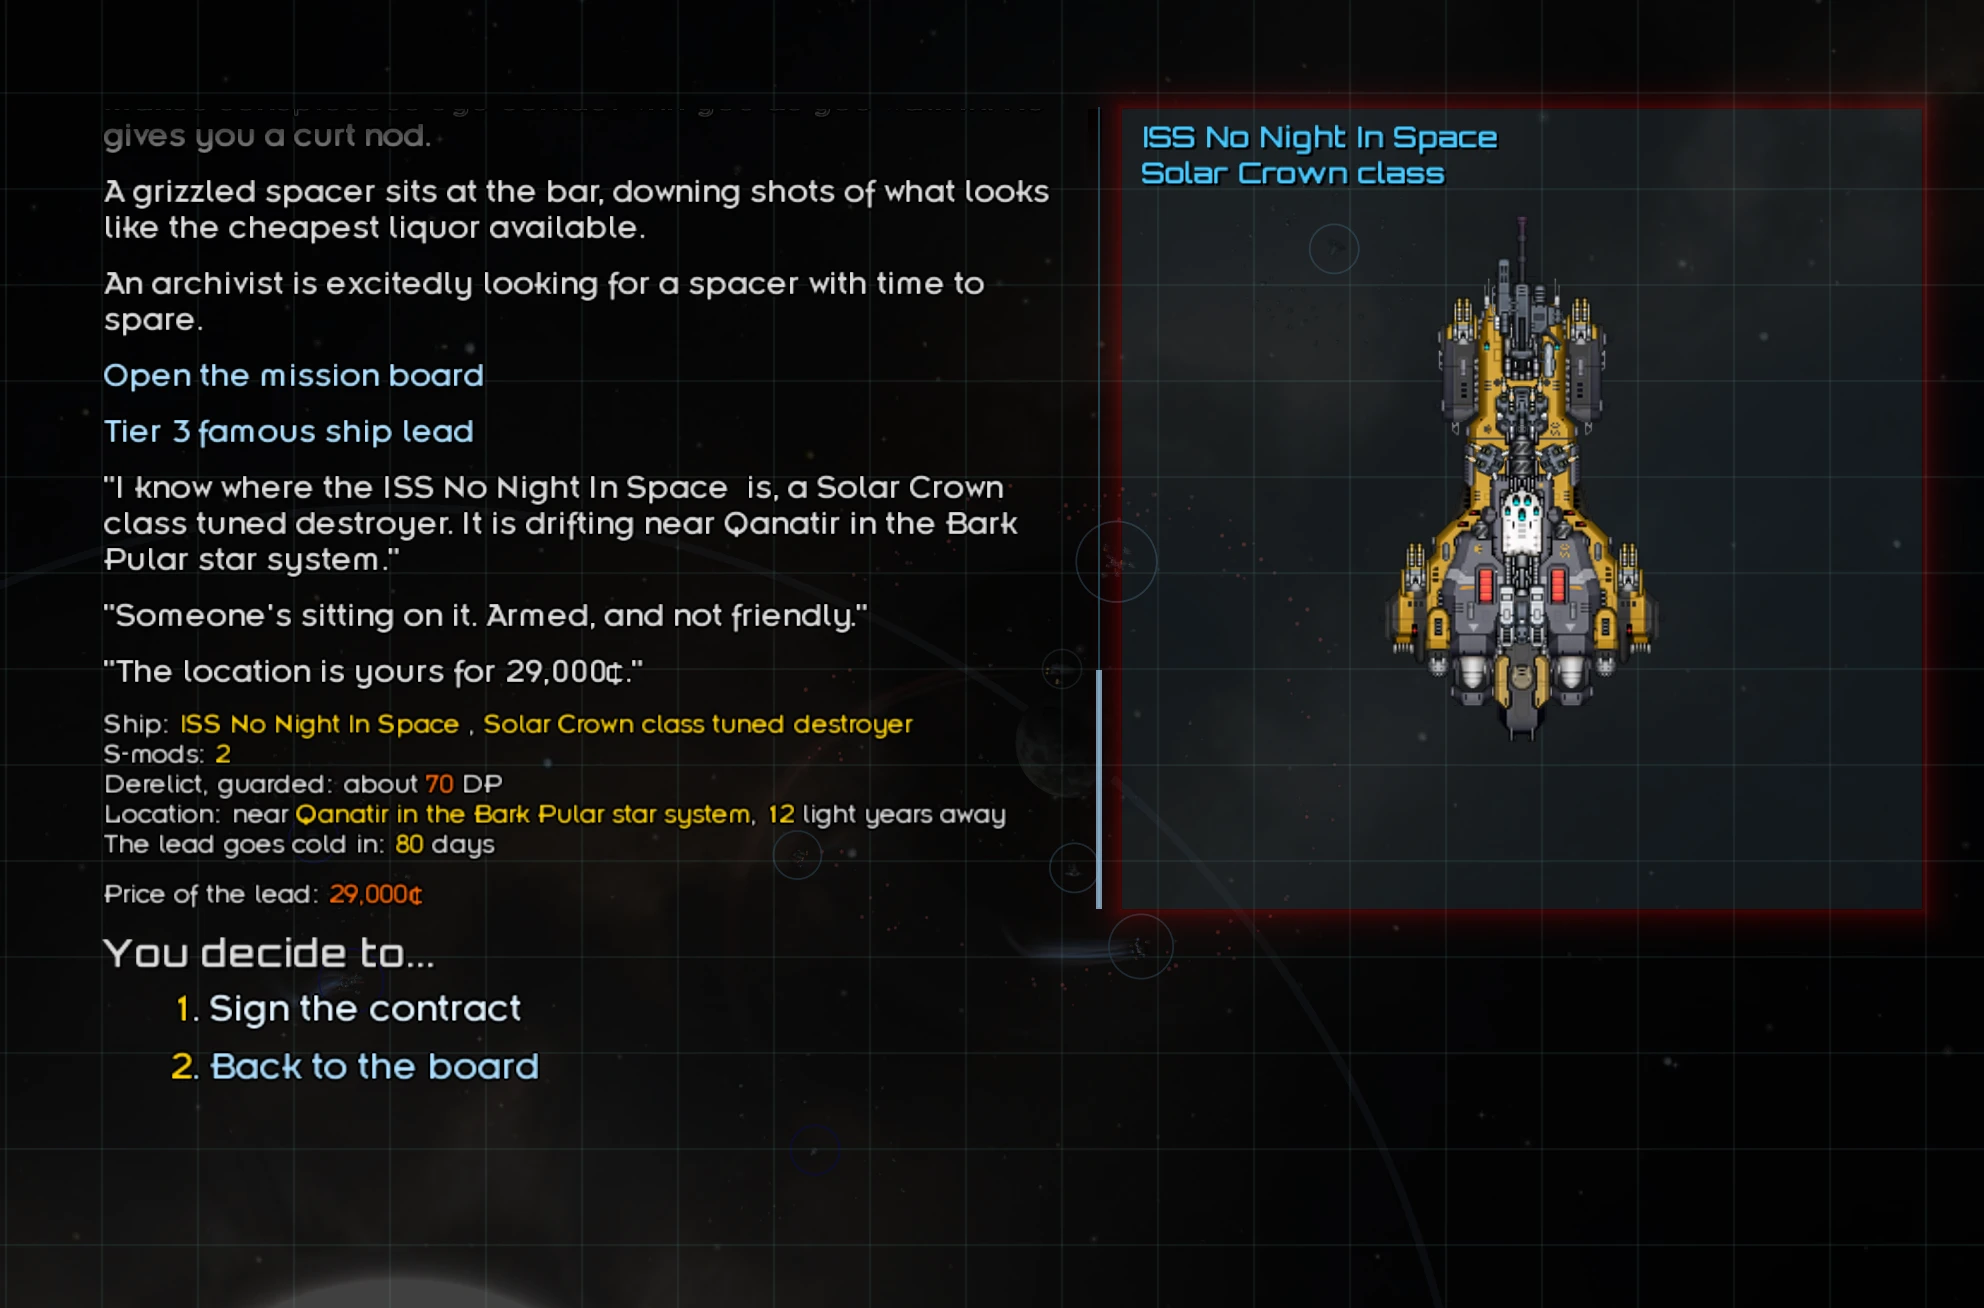 gives you a curt nod.
A grizzled spacer sits at the bar, downing shots of what looks
like the cheapest liquor available.
An archivist is excitedly looking for a spacer with time to
spare.
Open the mission board
Tier 3 famous ship lead
"I know where the ISS No Night In Space  is, a Solar Crown
class tuned destroyer. It is drifting near Qanatir in the Bark
Pular star system."
"Someone's sitting on it. Armed, and not friendly."
"The location is yours for 29,000₵."
Ship: ISS No Night In Space , Solar Crown class tuned destroyer
S-mods: 2
Derelict, guarded: about 70 DP
Location: near Qanatir in the Bark Pular star system, 12 light years away
The lead goes cold in: 80 days
Price of the lead: 29,000₵
You decide to...
1. Sign the contract
2. Back to the board
ISS No Night In Space
Solar Crown class